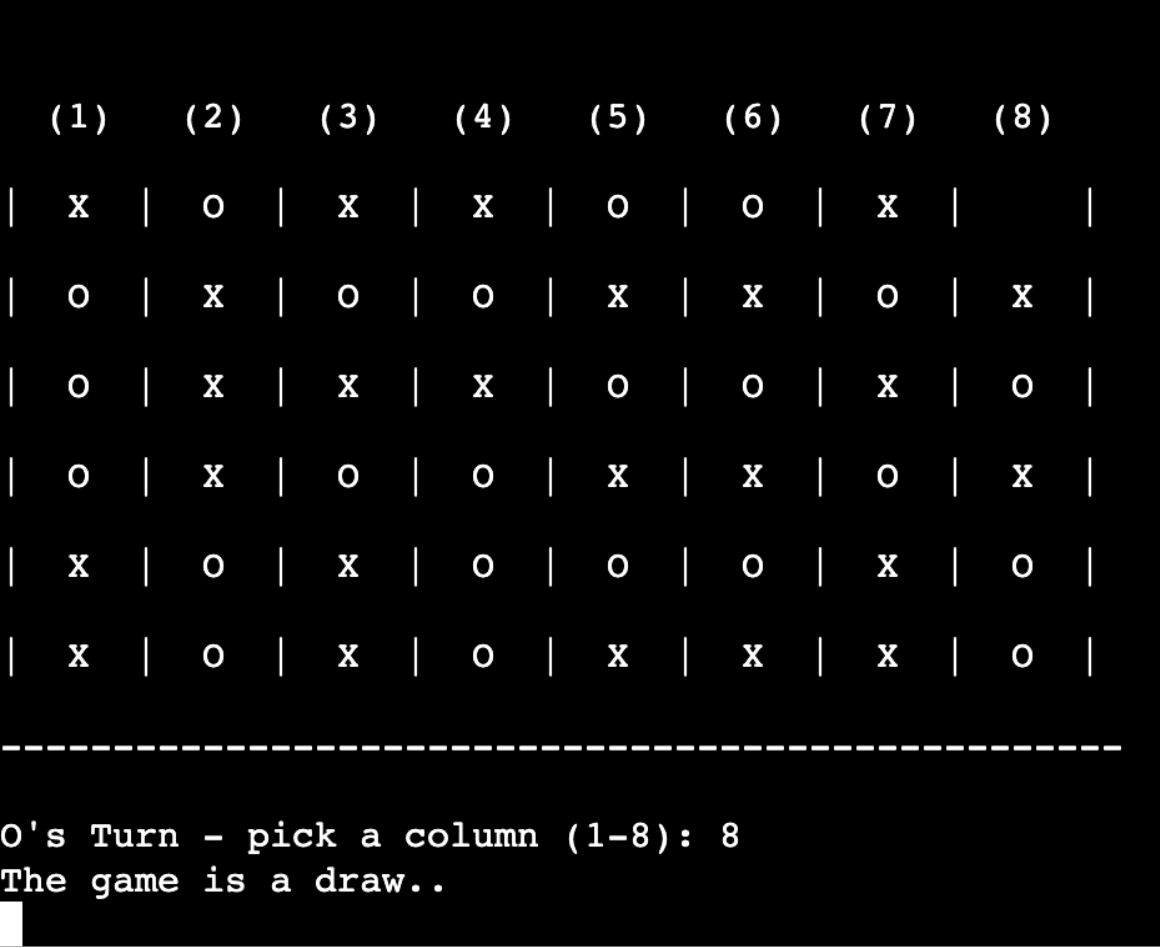 (1) (2) (3) (4) (5) (6) (7) (8)
| x | o | x | x | o | o | x |   |
| o | x | o | o | x | x | o | x |
| o | x | x | x | o | o | x | o |
| o | x | o | o | x | x | o | x |
| x | o | x | o | o | o | x | o |
| x | o | x | o | x | x | x | o |
--------------------------------------------------
O's Turn - pick a column (1-8): 8
The game is a draw..